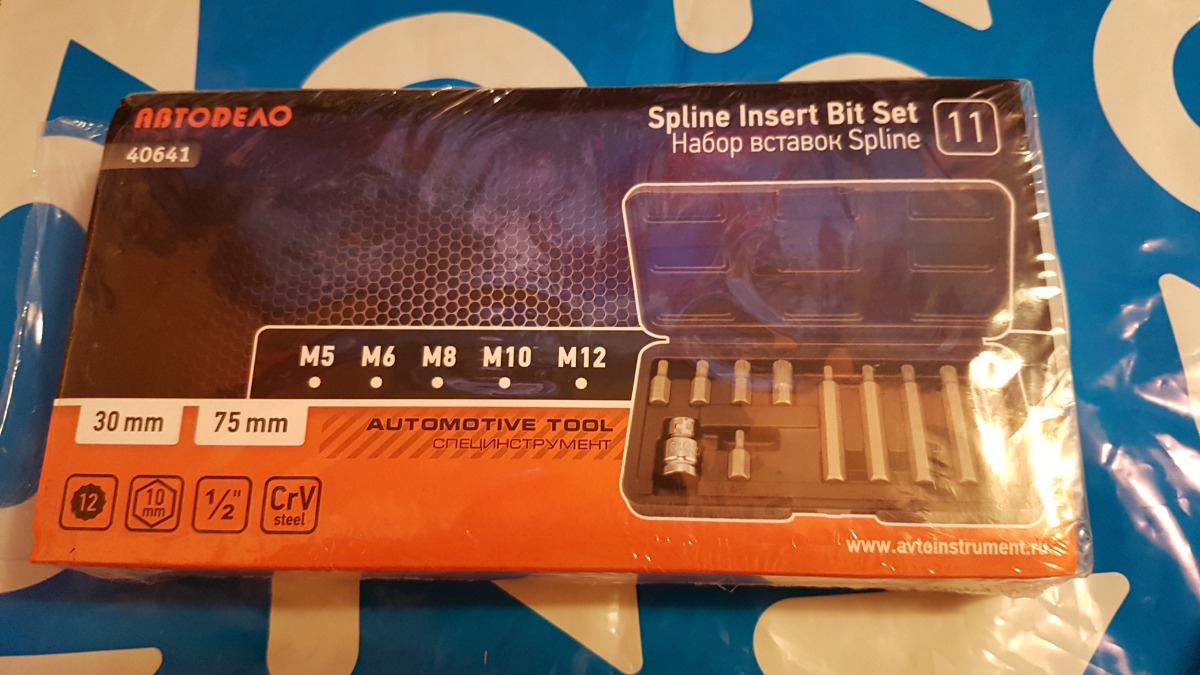 АВТОDЕЛО
40641
Spline Insert Bit Set
Набор вставок Spline
11
M5 M6 M8 M10 M12
30 mm 75 mm
AUTOMOTIVE TOOL
СПЕЦИНСТРУМЕНТ
12
10 mm
1/2"
CrV steel
www.avtoinstrument.ru